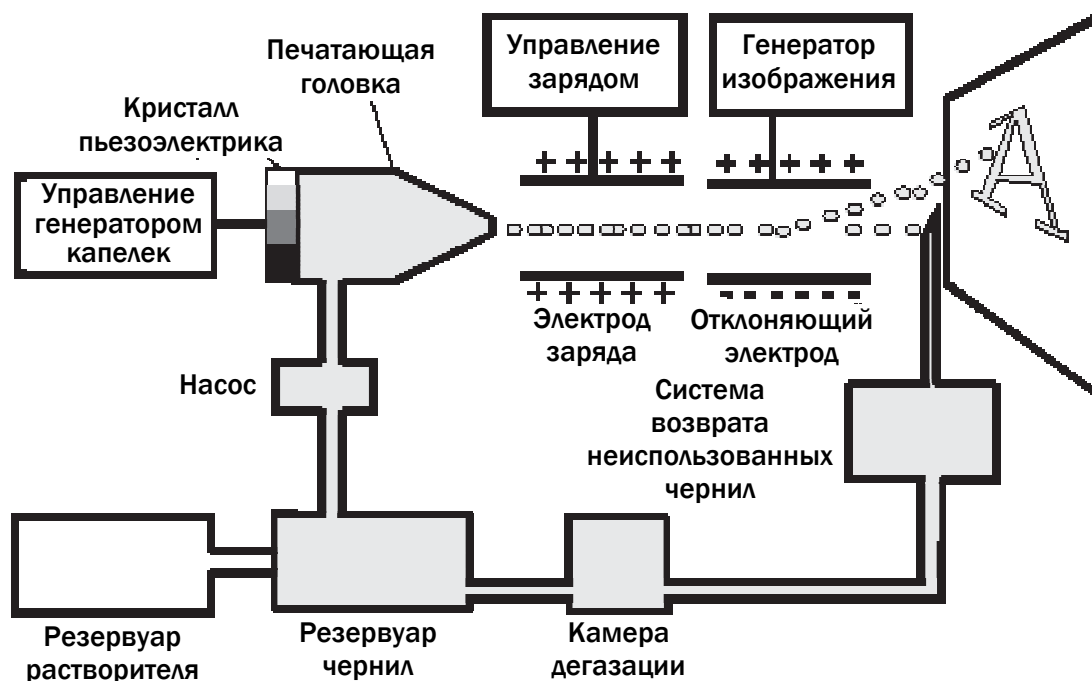 Печатающая
головка
Управление
зарядом
Генератор
изображения
Кристалл
пьезоэлектрика
Управление
генератором
капелек
+ + + + +
+ + + + +
A
+ + + + +
- - - - - -
Электрод
заряда
Отклоняющий
электрод
Насос
Система
возврата
неиспользованных
чернил
Резервуар
растворителя
Резервуар
чернил
Камера
дегазации